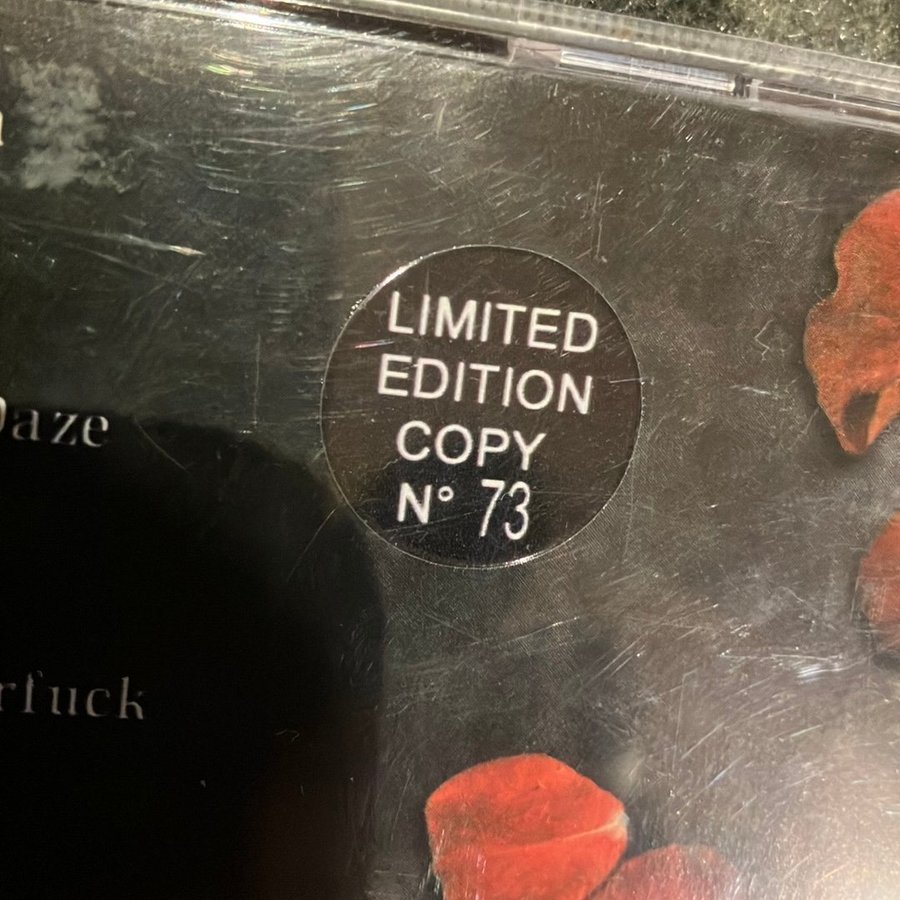 LIMITED
EDITION
COPY
N° 73
Daze
rfuck